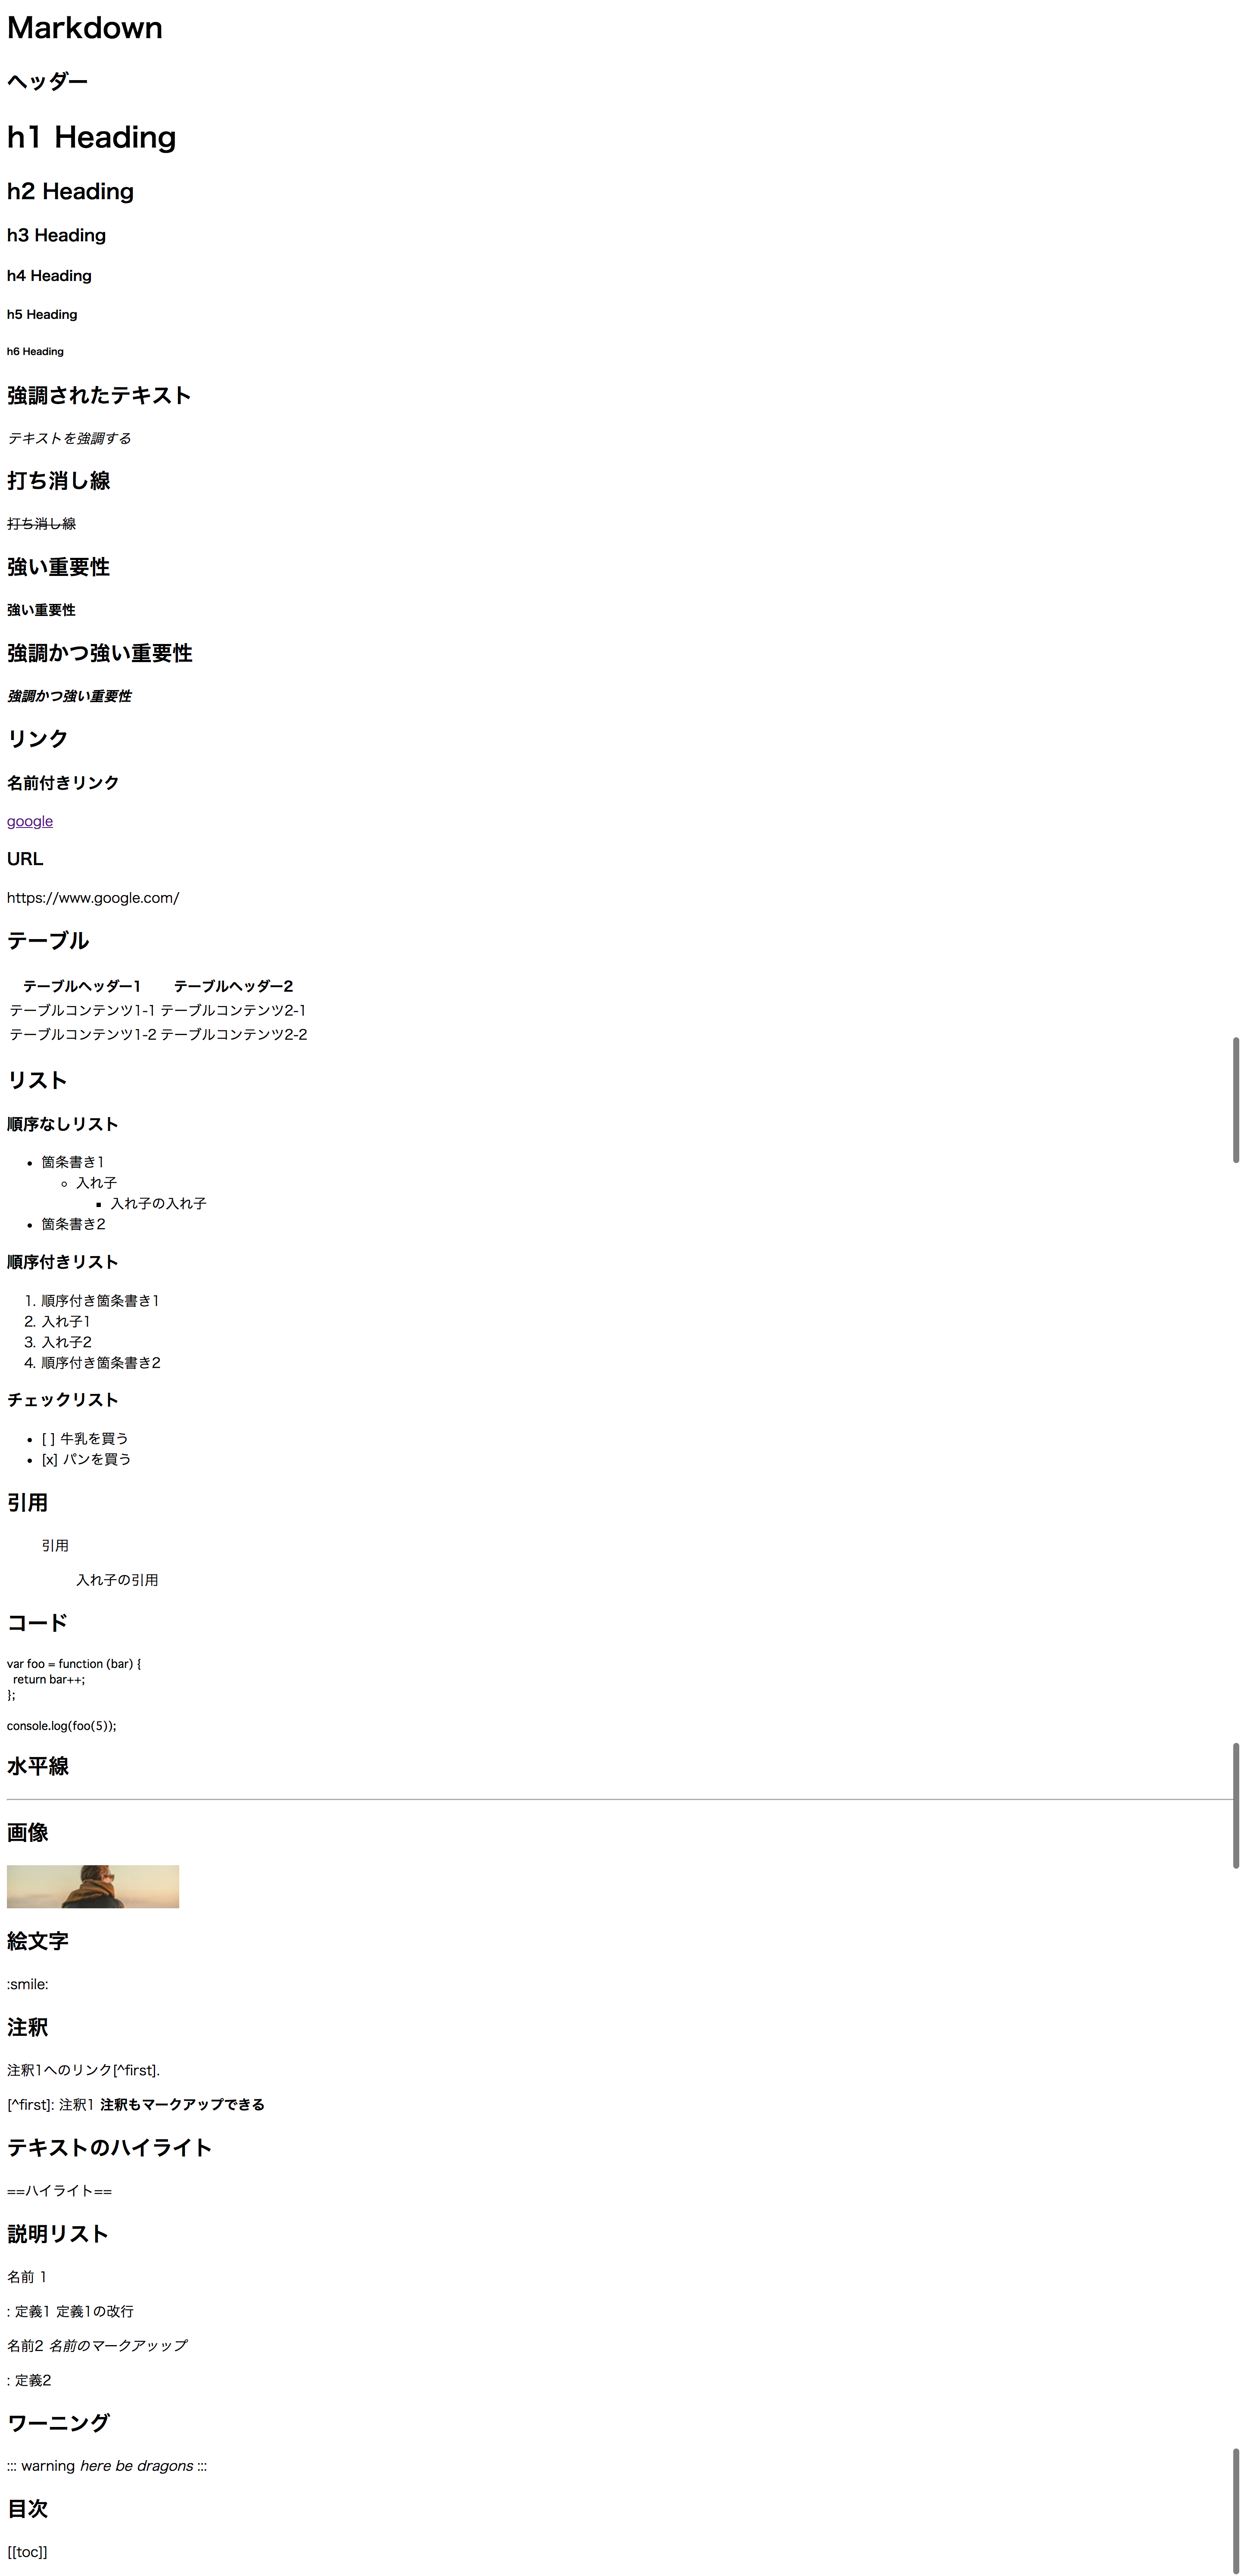 Markdown
ヘッダー
h1 Heading
h2 Heading
h3 Heading
h4 Heading
h5 Heading
h6 Heading
強調されたテキスト
テキストを強調する
打ち消し線
打ち消し線
強い重要性
強い重要性
強調かつ強い重要性
強調かつ強い重要性
リンク
名前付きリンク
google
URL
https://www.google.com/
テーブル
テーブルヘッダー1 テーブルヘッダー2
テーブルコンテンツ1-1 テーブルコンテンツ2-1
テーブルコンテンツ1-2 テーブルコンテンツ2-2
リスト
順序なしリスト
• 箇条書き1
◦ 入れ子
▪ 入れ子の入れ子
• 箇条書き2
順序付きリスト
1. 順序付き箇条書き1
2. 入れ子1
3. 入れ子2
4. 順序付き箇条書き2
チェックリスト
• [ ] 牛乳を買う
• [x] パンを買う
引用
引用
入れ子の引用
コード
var foo = function (bar) {
  return bar++;
};
console.log(foo(5));
水平線
画像
絵文字
:smile:
注釈
注釈1へのリンク[^first].
[^first]: 注釈1 注釈もマークアップできる
テキストのハイライト
==ハイライト==
説明リスト
名前 1
: 定義1 定義1の改行
名前2 名前のマークアッップ
: 定義2
ワーニング
::: warning here be dragons :::
目次
[[toc]]